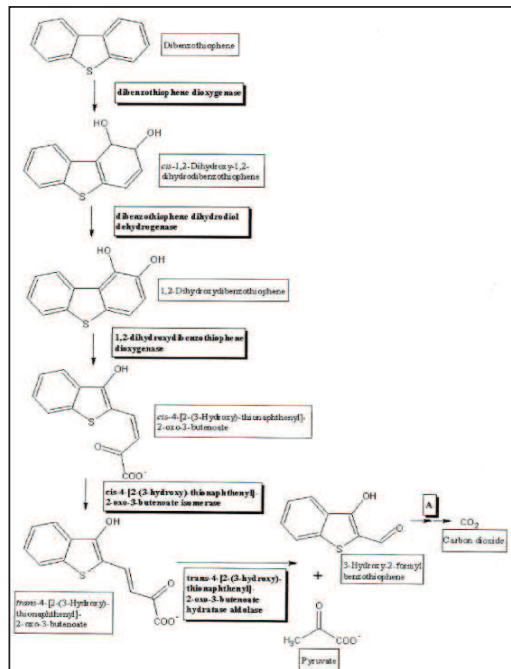 Dibenzothiophene
S
dibenzothiophene dioxygenase
HO
OH
cis-1,2-Dihydroxy-1,2-
dihydrodibenzothiophene
S
dibenzothiophene dihydrodiol
dehydrogenase
HO
OH
1,2-Dihydroxydibenzothiophene
S
1,2-dihydroxydibenzothiophene
dioxygenase
OH
S
cis-4-[2-(3-Hydroxy)-thionaphthenyl]-
2-oxo-3-butenoate
O
COO⁻
cis-4-[2-(3-hydroxy)-thionaphthenyl]-
2-oxo-3-butenoate isomerase
OH
S
O
COO⁻
trans-4-[2-(3-Hydroxy)-
thionaphthenyl]-
2-oxo-3-butenoate
trans-4-[2-(3-hydroxy)-
thionaphthenyl]-
2-oxo-3-butenoate
hydratase aldolase
OH
S
O
3-Hydroxy-2-formyl
benzothiophene
A
CO₂
Carbon dioxide
+
O
H₃C
COO⁻
Pyruvate